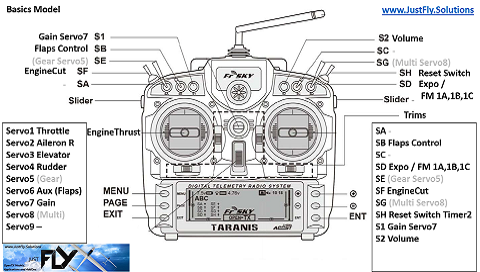 Basics Model
www.JustFly.Solutions
Gain Servo7 S1
Flaps Control SB
(Gear Servo5) SE
EngineCut SF
- SA
Slider
S2 Volume
SC -
SG (Multi Servo8)
SH Reset Switch
SD Expo /
FM 1A,1B,1C
Slider -
FrSKY
EngineThrust
Trims
Servo1 Throttle
Servo2 Aileron R
Servo3 Elevator
Servo4 Rudder
Servo5 (Gear)
Servo6 Aux (Flaps)
Servo7 Gain
Servo8 (Multi)
Servo9 --
MENU
PAGE
EXIT
DIGITAL TELEMETRY RADIO SYSTEM
ABC
FrSKY
TARANIS
ENT
SA -
SB Flaps Control
SC -
SD Expo / FM 1A,1B,1C
SE (Gear Servo5)
SF EngineCut
SG (Multi Servo8)
SH Reset Switch Timer2
S1 Gain Servo7
S2 Volume
www.JustFly.Solutions
JUST
FLY